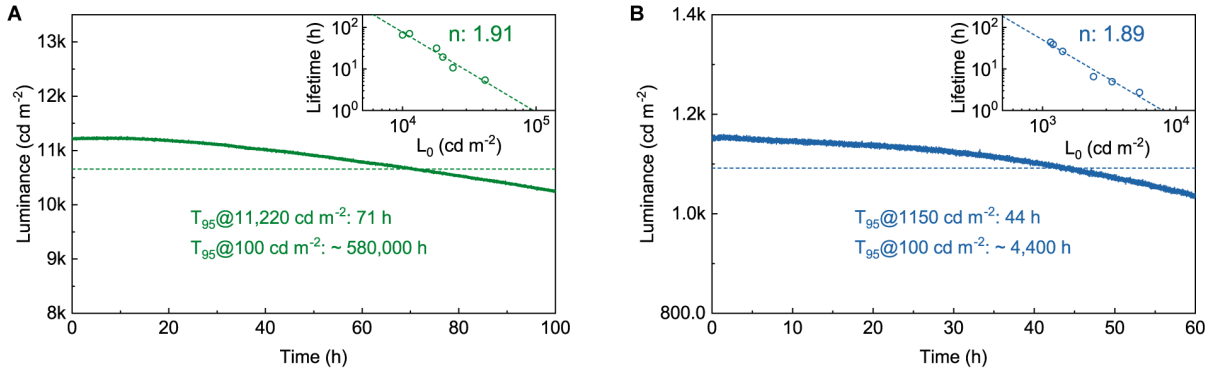 A
Luminance (cd m-2)
13k
12k
11k
10k
9k
8k
0
20
40
60
80
100
Time (h)
T95@11,220 cd m-2: 71 h
T95@100 cd m-2: ~ 580,000 h
Lifetime (h)
10²
10¹
10⁰
n: 1.91
10⁴
10⁵
L0 (cd m-2)
B
Luminance (cd m-2)
1.4k
1.2k
1.0k
800.0
0
10
20
30
40
50
60
Time (h)
T95@1150 cd m-2: 44 h
T95@100 cd m-2: ~ 4,400 h
Lifetime (h)
10²
10¹
10⁰
n: 1.89
10³
10⁴
L0 (cd m-2)